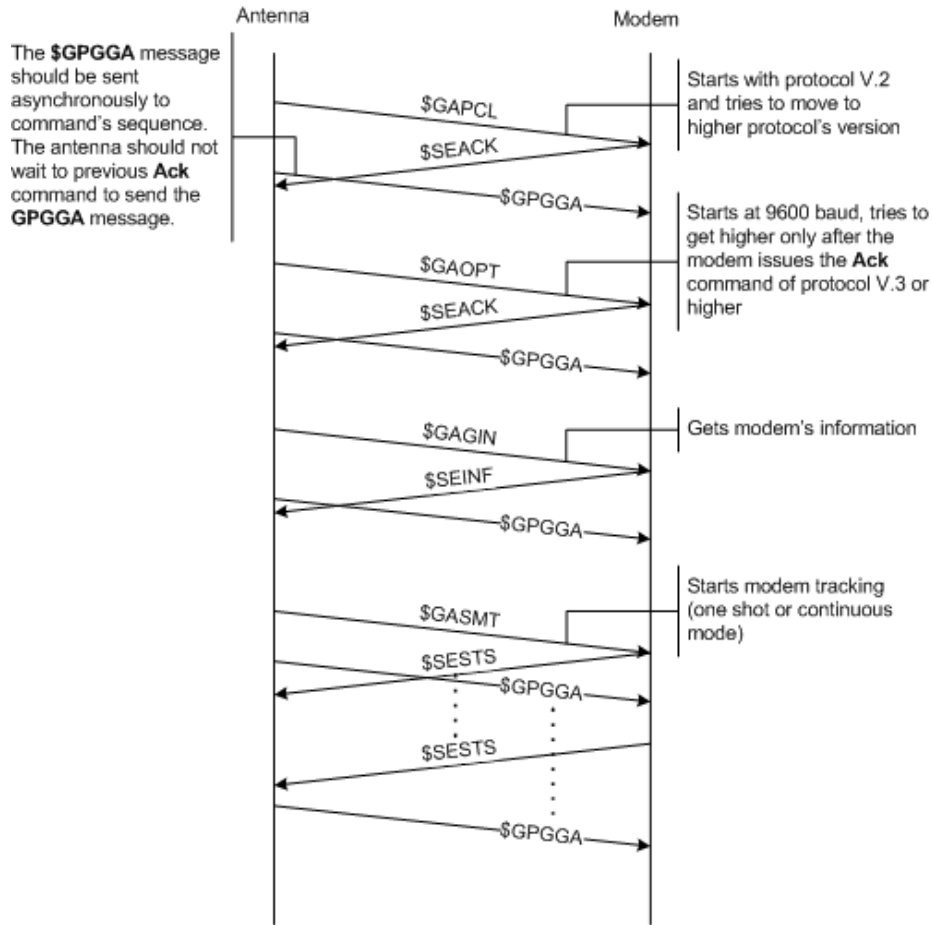 Antenna
Modem
The $GPGGA message
should be sent
asynchronously to
command's sequence.
The antenna should not
wait to previous Ack
command to send the
GPGGA message.
$GAPCL
Starts with protocol V.2
and tries to move to
higher protocol's version
$SEACK
$GPGGA
Starts at 9600 baud, tries to
get higher only after the
modem issues the Ack
command of protocol V.3 or
higher
$GAOPT
$SEACK
$GPGGA
$GAGIN
Gets modem's information
$SEINF
$GPGGA
Starts modem tracking
(one shot or continuous
mode)
$GASMT
$SESTS
$GPGGA
$SESTS
$GPGGA